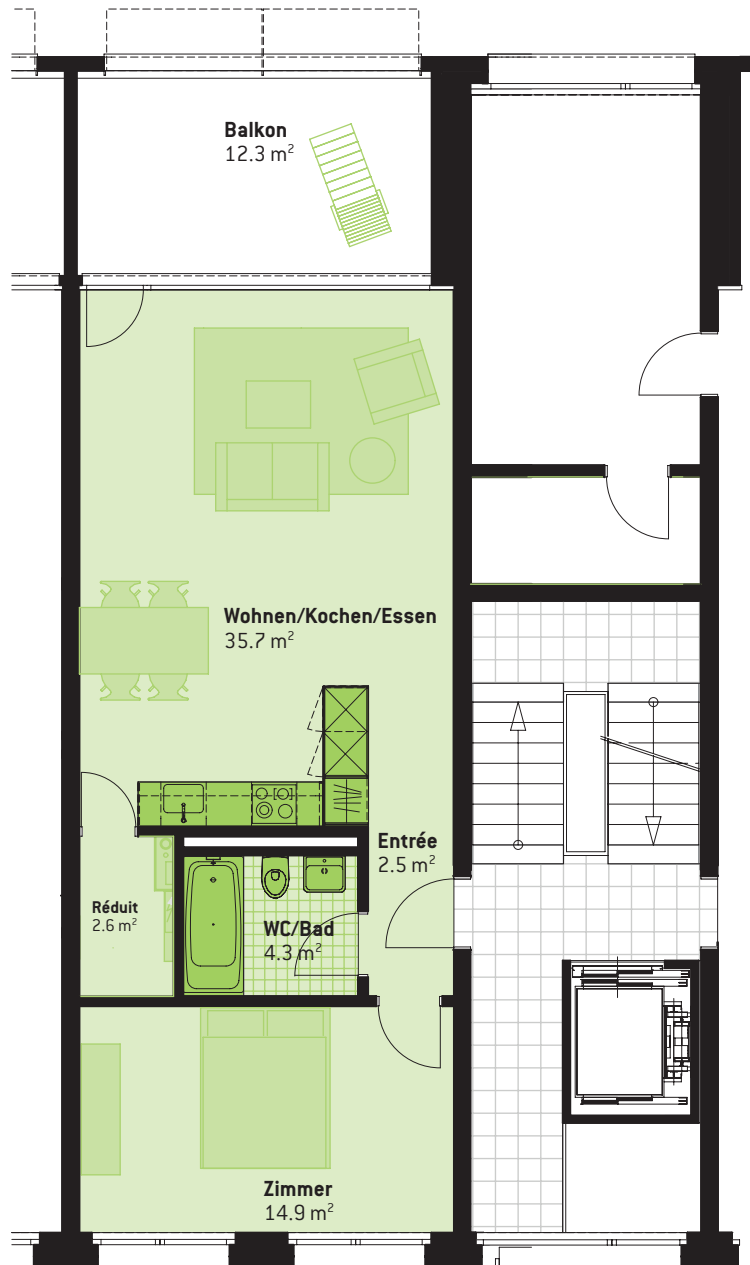 Balkon
12.3 m²
Wohnen/Kochen/Essen
35.7 m²
Entrée
2.5 m²
Réduit
2.6 m²
WC/Bad
4.3 m²
Zimmer
14.9 m²